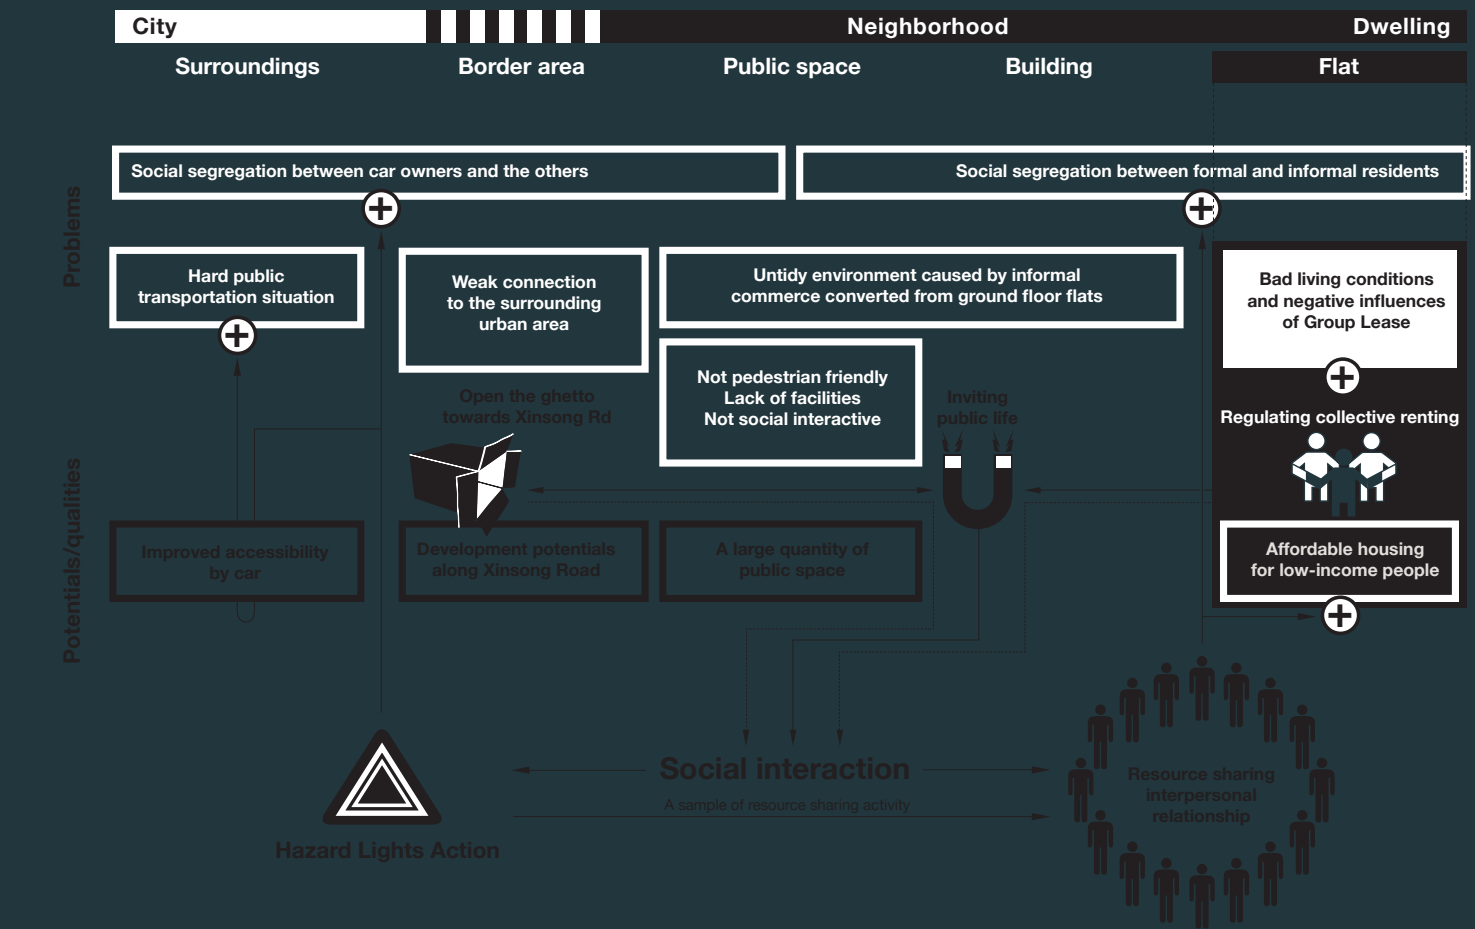 City
Neighborhood
Dwelling
Surroundings
Border area
Public space
Building
Flat
Problems
Social segregation between car owners and the others
Social segregation between formal and informal residents
Hard public
transportation situation
Weak connection
to the surrounding
urban area
Untidy environment caused by informal
commerce converted from ground floor flats
Bad living conditions
and negative influences
of Group Lease
Not pedestrian friendly
Lack of facilities
Not social interactive
Open the ghetto
towards Xinsong Rd
Inviting
public life
Regulating collective renting
Potentials/qualities
Improved accessibility
by car
Development potentials
along Xinsong Road
A large quantity of
public space
Affordable housing
for low-income people
Social interaction
A sample of resource sharing activity
Resource sharing
interpersonal
relationship
Hazard Lights Action